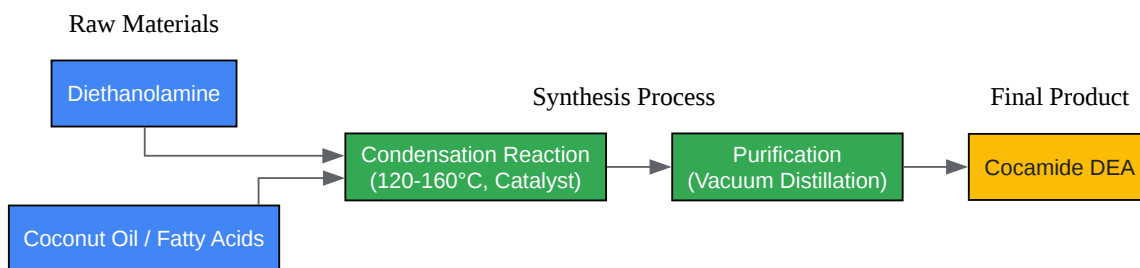 Raw Materials
Diethanolamine
Synthesis Process
Final Product
Condensation Reaction
(120-160°C, Catalyst)
Purification
(Vacuum Distillation)
Cocamide DEA
Coconut Oil / Fatty Acids